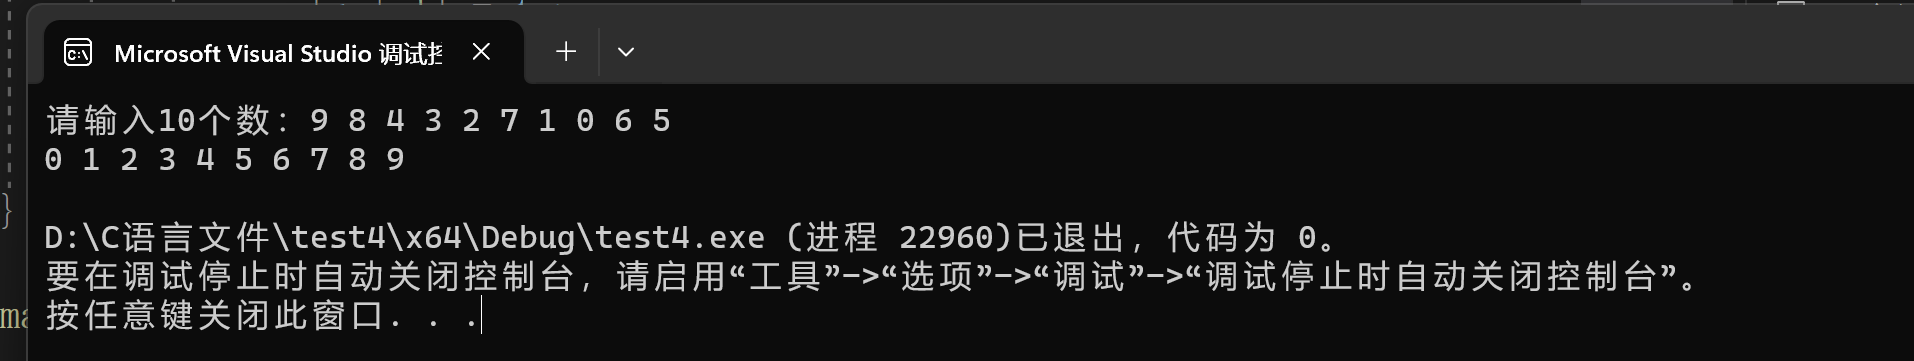 Microsoft Visual Studio 调试控
请输入10个数：9 8 4 3 2 7 1 0 6 5
0 1 2 3 4 5 6 7 8 9
}
D:\C语言文件\test4\x64\Debug\test4.exe (进程 22960)已退出，代码为 0。
要在调试停止时自动关闭控制台，请启用“工具”->“选项”->“调试”->“调试停止时自动关闭控制台”。
按任意键关闭此窗口. . .